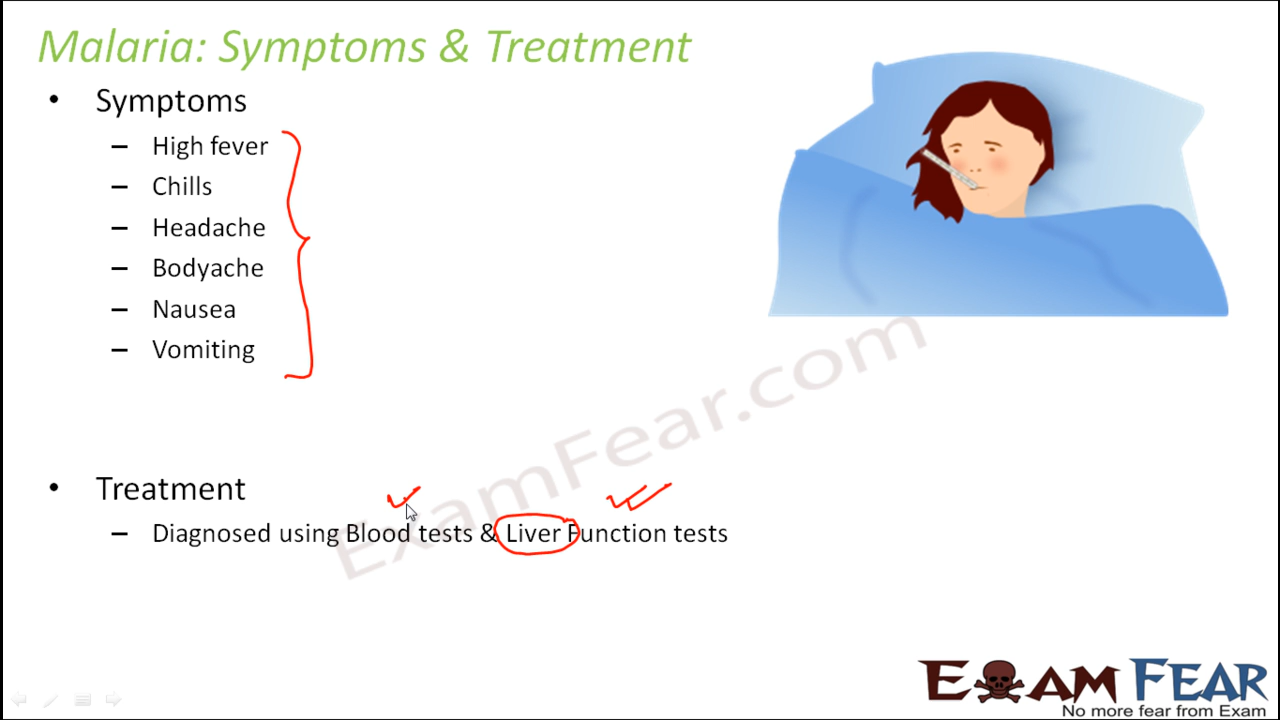 Malaria: Symptoms & Treatment
• Symptoms
– High fever
– Chills
– Headache
– Bodyache
– Nausea
– Vomiting
ExamFear.com
• Treatment
– Diagnosed using Blood tests & Liver Function tests
EXAM FEAR
No more fear from Exam